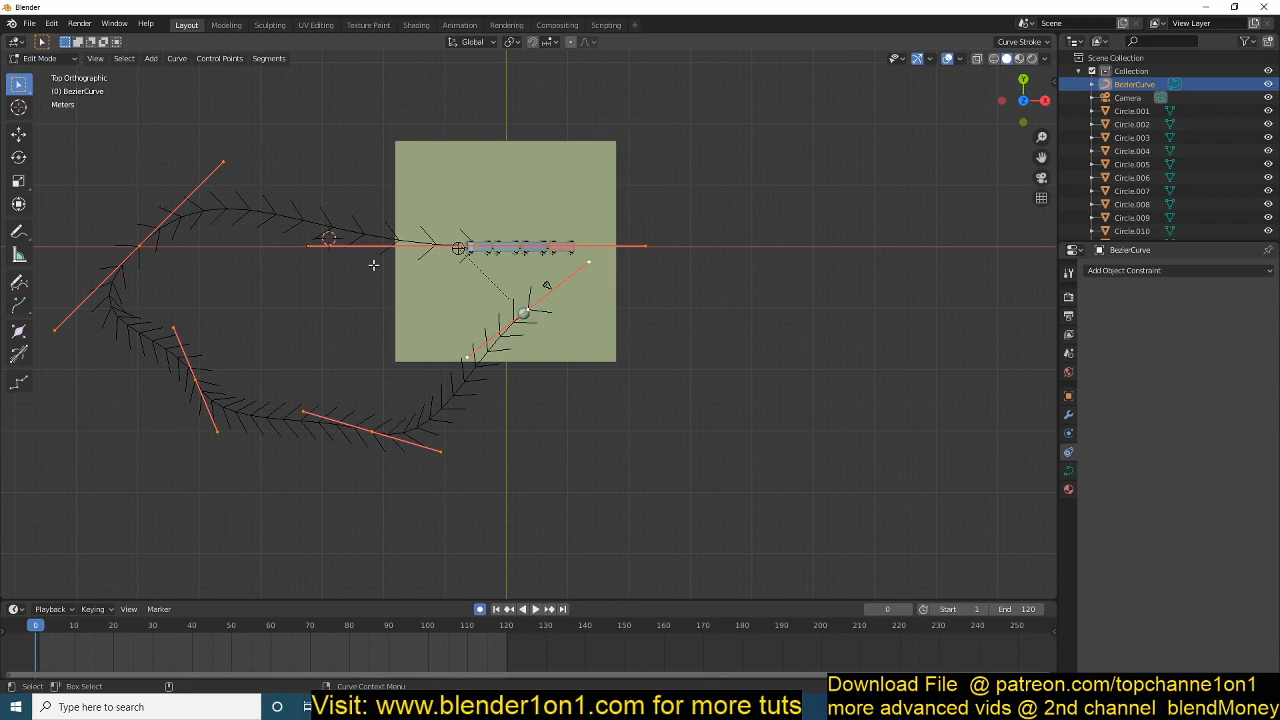 Blender
File Edit Render Window Help Layout Modeling Sculpting UV Editing Texture Paint Shading Animation Rendering Compositing Scripting Scene View Layer
Global Curve Stroke
Edit Mode View Select Add Curve Control Points Segments
Scene Collection
Collection
BezierCurve
Camera
Circle.001
Circle.002
Circle.003
Circle.004
Circle.005
Circle.006
Circle.007
Circle.008
Circle.009
Circle.010
Top Orthographic
(0) BezierCurve
Meters
Y
Z
X
BezierCurve
Add Object Constraint
Playback Keying View Marker 0 Start 1 End 120
0 10 20 30 40 50 60 70 80 90 100 110 120 130 140 150 160 170 180 190 200 210 220 230 240 250
Select Box Select Curve Context Menu
Type here to search
Visit: www.blender1on1.com for more tuts
Download File @ patreon.com/topchanne1on1
more advanced vids @ 2nd channel blendMoney